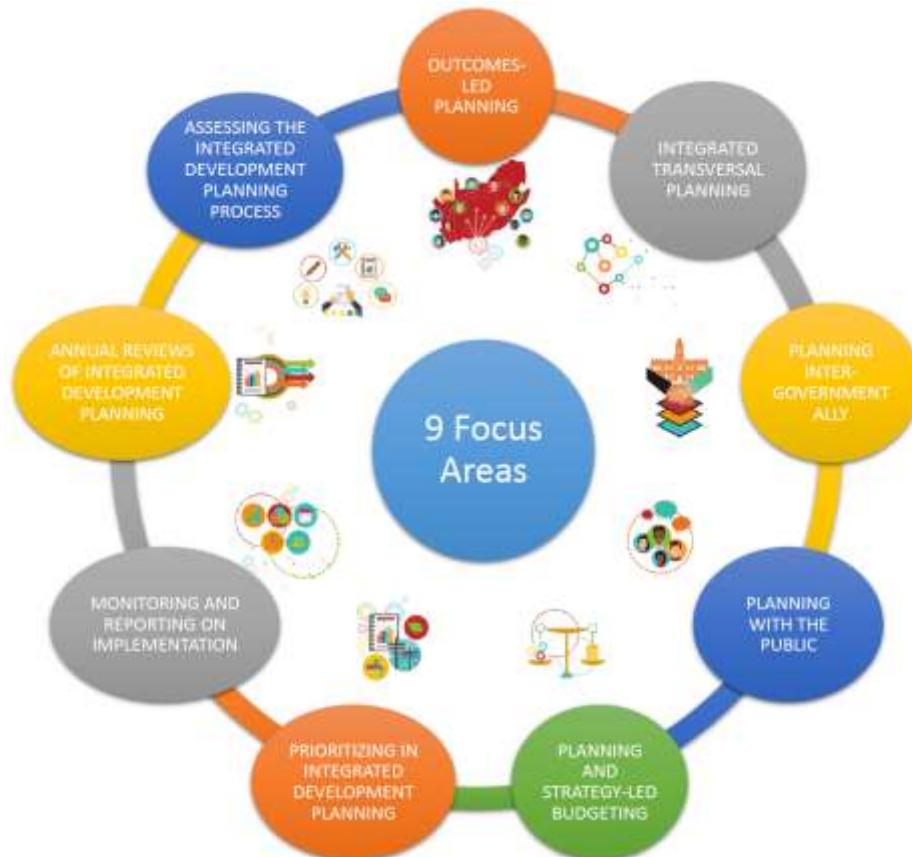 OUTCOMES-
LED
PLANNING
INTEGRATED
TRANSVERSAL
PLANNING
PLANNING
INTER-
GOVERNMENT
ALLY
PLANNING
WITH THE
PUBLIC
PLANNING
AND
STRATEGY-LED
BUDGETING
PRIORITIZING IN
INTEGRATED
DEVELOPMENT
PLANNING
MONITORING AND
REPORTING ON
IMPLEMENTATION
ANNUAL REVIEWS
OF INTEGRATED
DEVELOPMENT
PLANNING
ASSESSING THE
INTEGRATED
DEVELOPMENT
PLANNING
PROCESS
9 Focus
Areas